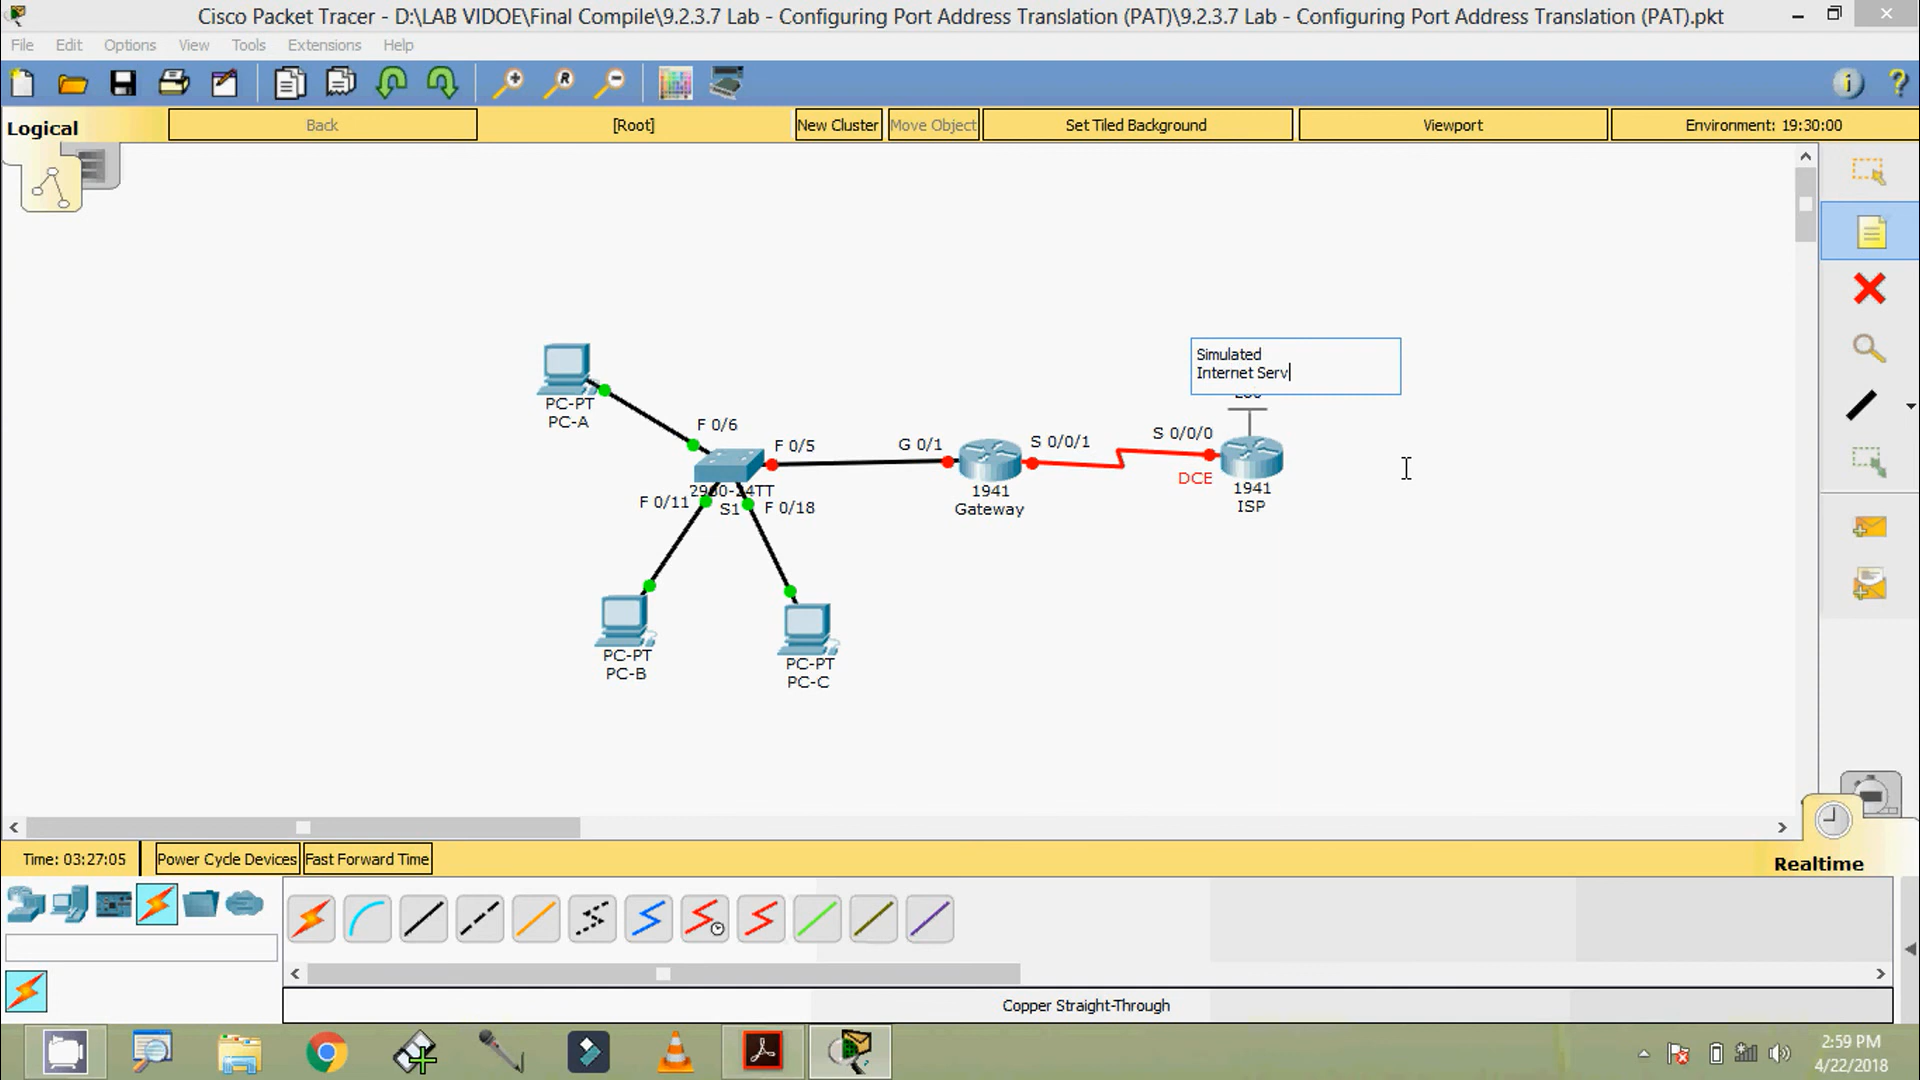 Cisco Packet Tracer - D:\LAB VIDOE\Final Compile\9.2.3.7 Lab - Configuring Port Address Translation (PAT)\9.2.3.7 Lab - Configuring Port Address Translation (PAT).pkt
File Edit Options View Tools Extensions Help
Logical Back [Root] New Cluster Move Object Set Tiled Background Viewport Environment: 19:30:00
Simulated
Internet Serv
PC-PT
PC-A
F 0/6
F 0/5
G 0/1
S 0/0/1
S 0/0/0
DCE
F 0/11
S1
F 0/18
1941
Gateway
1941
ISP
PC-PT
PC-B
PC-PT
PC-C
Time: 03:27:05 Power Cycle Devices Fast Forward Time
Realtime
Copper Straight-Through
2:59 PM
4/22/2018